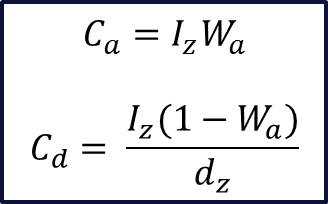 C_a = I_z W_a
C_d = I_z(1 − W_a) / d_z